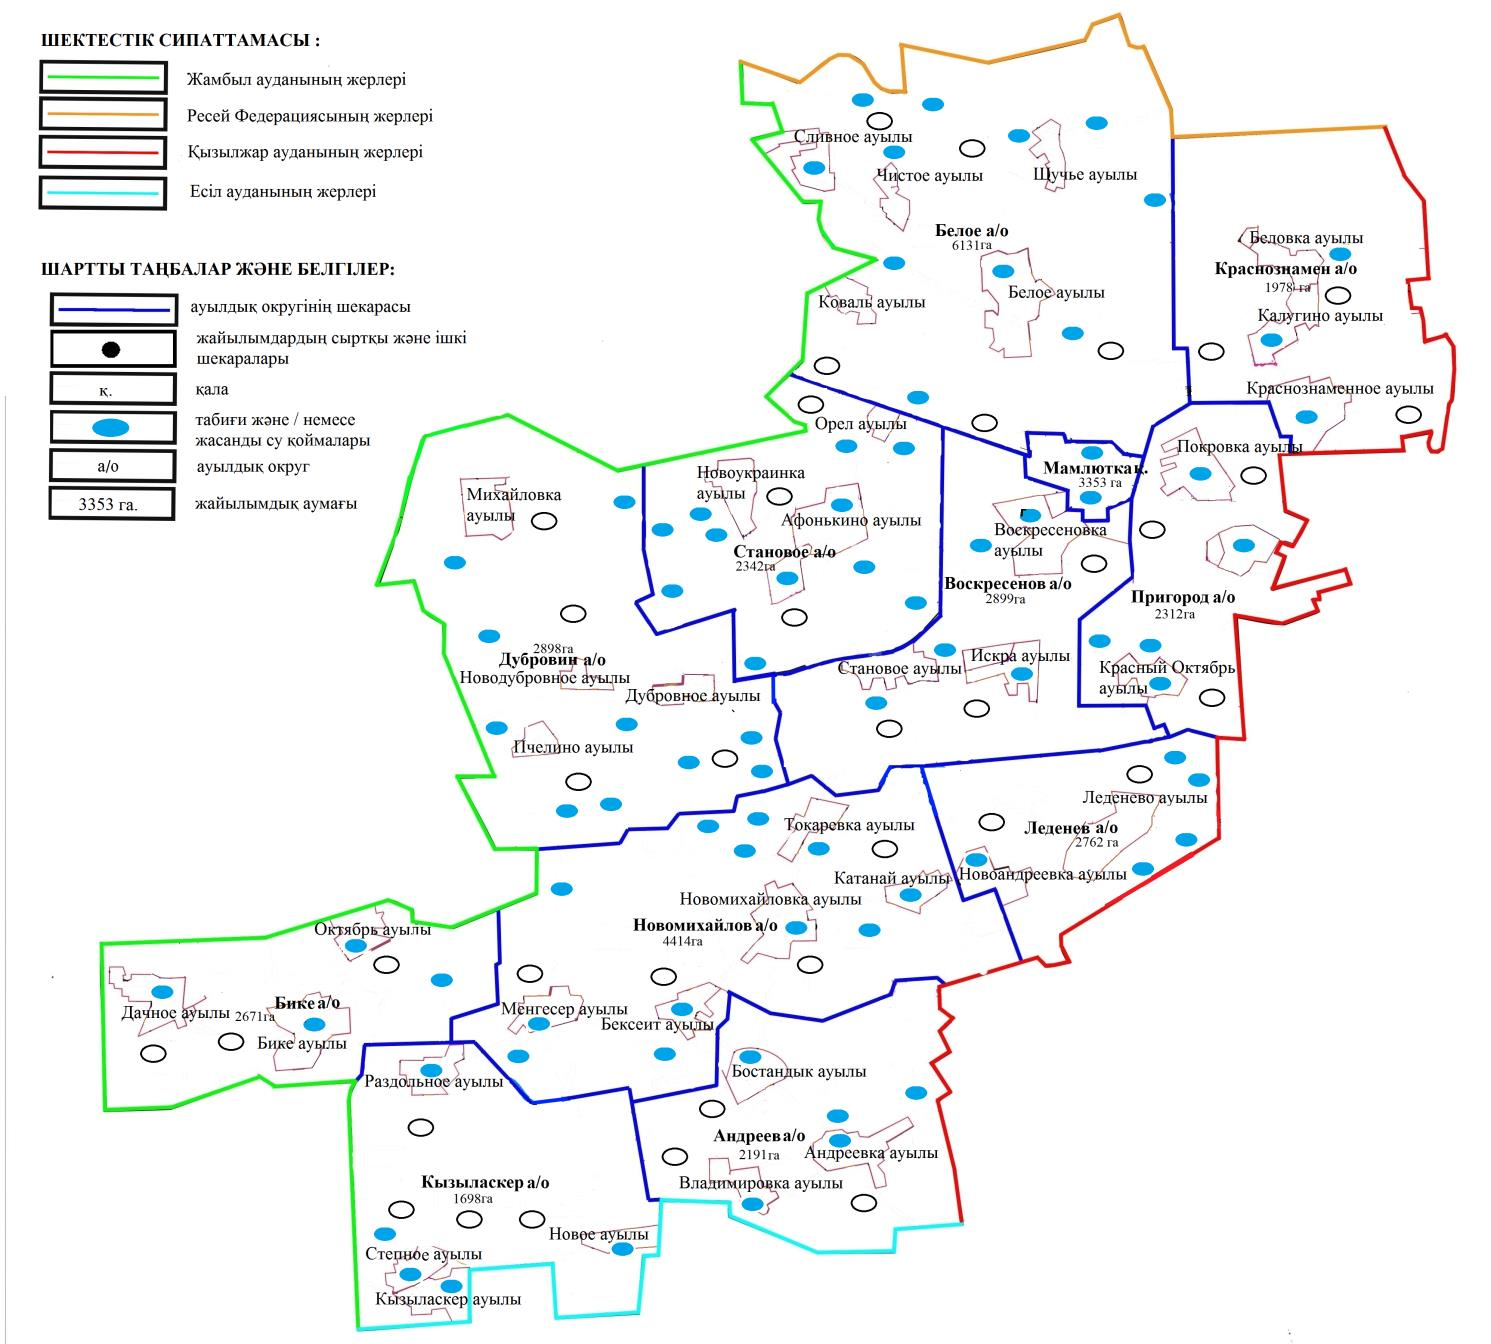 ШЕКТЕСТІК СИПАТТАМАСЫ :
Жамбыл ауданының жерлері
Ресей Федерациясының жерлері
Қызылжар ауданының жерлері
Есіл ауданының жерлері
ШАРТТЫ ТАҢБАЛАР ЖӘНЕ БЕЛГІЛЕР:
ауылдық округінің шекарасы
жайылымдардың сыртқы және ішкі
шекаралары
қ.
қала
табиғи және / немесе
жасанды су қоймалары
а/о
ауылдық округ
3353 га.
жайылымдық аумағы
Сливное ауылы
Чистое ауылы
Щучье ауылы
Белое а/о
6131га
Коваль ауылы
Белое ауылы
Беловка ауылы
Краснознамен а/о
1978 га
Калугино ауылы
Краснознаменное ауылы
Орел ауылы
Покровка ауылы
Мамлютка қ.
3353 га
Михайловка
ауылы
Новоукраинка
ауылы
Афонькино ауылы
Становое а/о
2342га
Воскресеновка
ауылы
Воскресенов а/о
2899га
Пригород а/о
2312га
2898га
Дубровин а/о
Новодубровное ауылы
Дубровное ауылы
Становое ауылы
Искра ауылы
Красный Октябрь
ауылы
Пчелино ауылы
Токаревка ауылы
Леденево ауылы
Леденев а/о
2762 га
Катанай ауылы
Новоандреевка ауылы
Новомихайловка ауылы
Новомихайлов а/о
4414га
Октябрь ауылы
Дачное ауылы
2671га
Бике а/о
Бике ауылы
Менгесер ауылы
Бексеит ауылы
Раздольное ауылы
Бостандык ауылы
Андреев а/о
2191га
Андреевка ауылы
Владимировка ауылы
Кызыласкер а/о
1698га
Новое ауылы
Степное ауылы
Кызыласкер ауылы